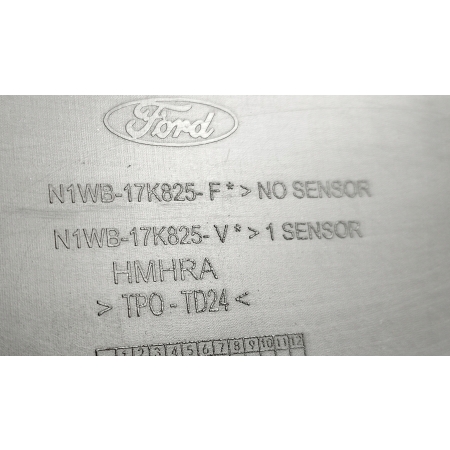 Ford
N1WB-17K825-F*> NO SENSOR
N1WB-17K825-V*> 1 SENSOR
HMHRA
> TPO - TD24 <
1 2 3 4 5 6 7 8 9 10 11 12